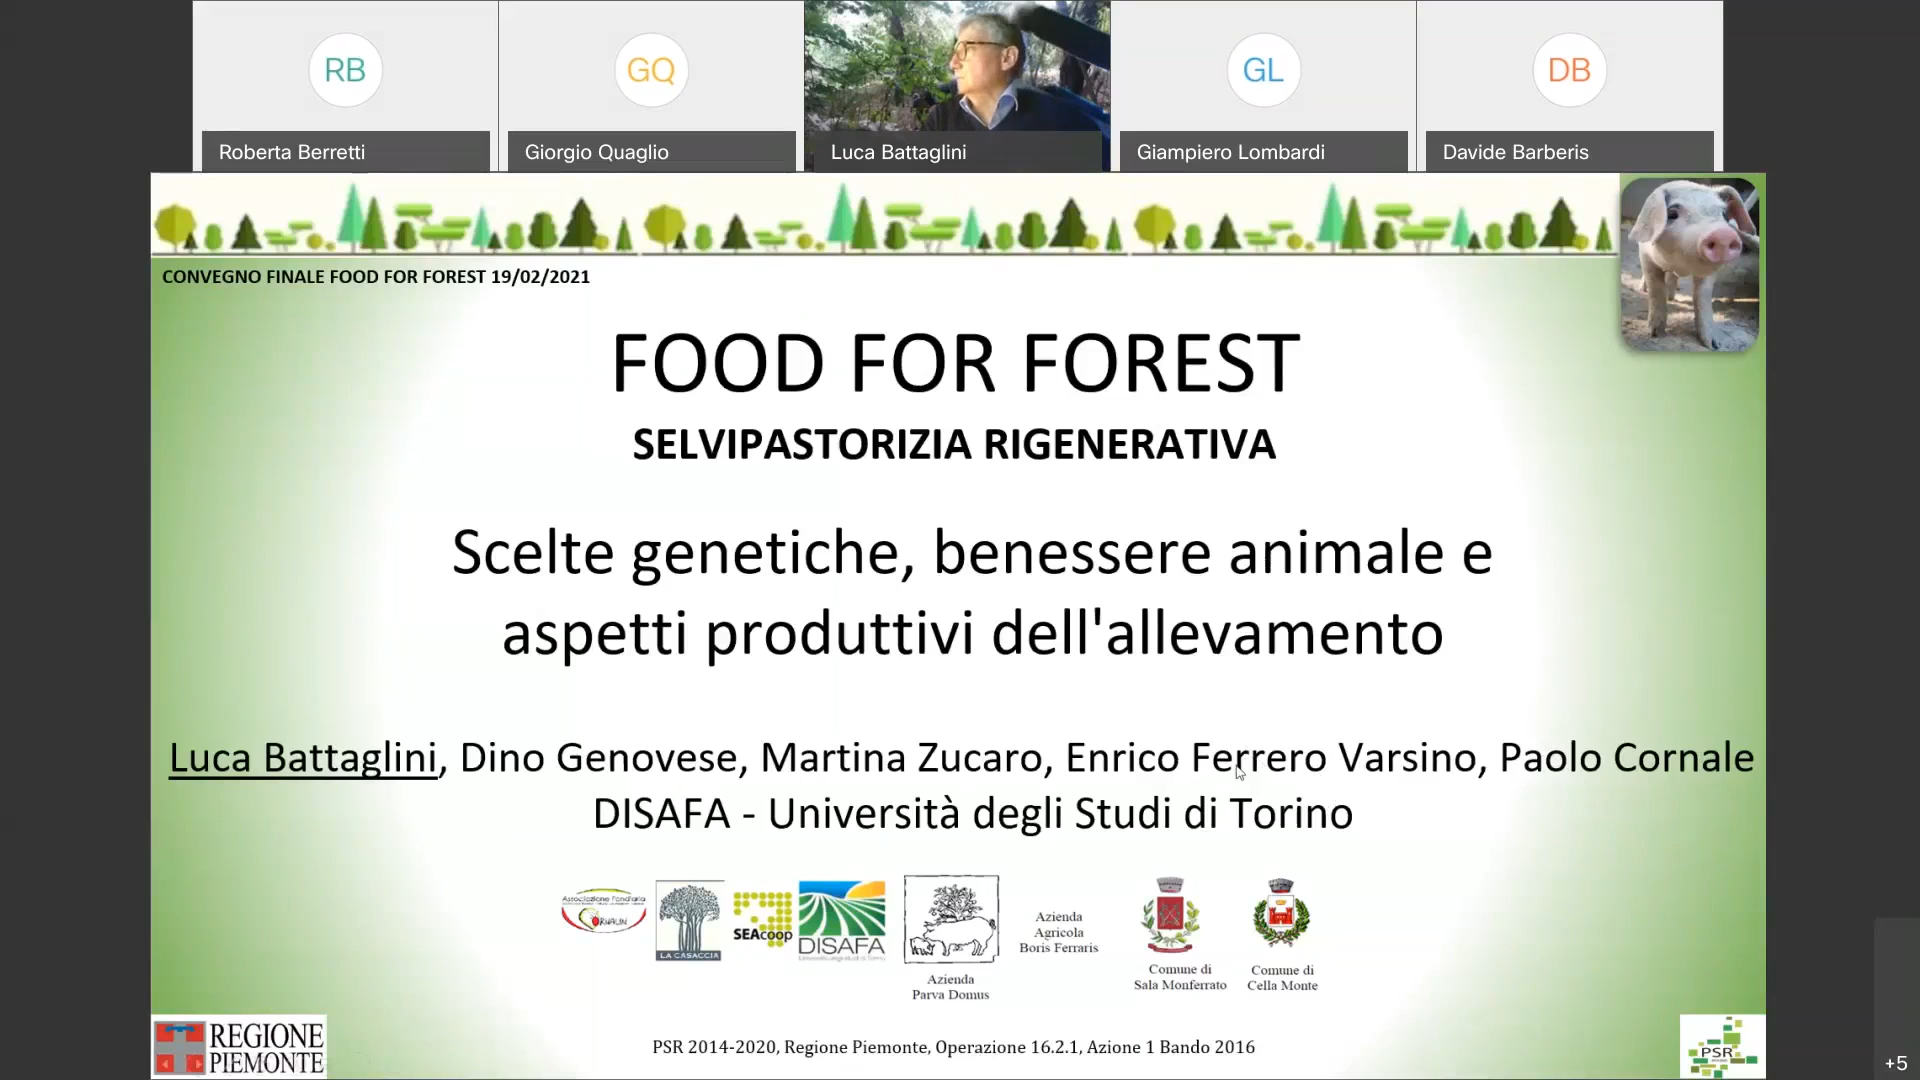 RB
GQ
GL
DB
Roberta Berretti
Giorgio Quaglio
Luca Battaglini
Giampiero Lombardi
Davide Barberis
CONVEGNO FINALE FOOD FOR FOREST 19/02/2021
FOOD FOR FOREST
SELVIPASTORIZIA RIGENERATIVA
Scelte genetiche, benessere animale e
aspetti produttivi dell'allevamento
Luca Battaglini, Dino Genovese, Martina Zucaro, Enrico Ferrero Varsino, Paolo Cornale
DISAFA - Università degli Studi di Torino
Associazione Fondiaria
LA CASACCIA
SEAcoop
DISAFA
Azienda
Parva Domus
Azienda
Agricola
Boris Ferraris
Comune di
Sala Monferrato
Comune di
Cella Monte
REGIONE
PIEMONTE
PSR 2014-2020, Regione Piemonte, Operazione 16.2.1, Azione 1 Bando 2016
PSR
+5